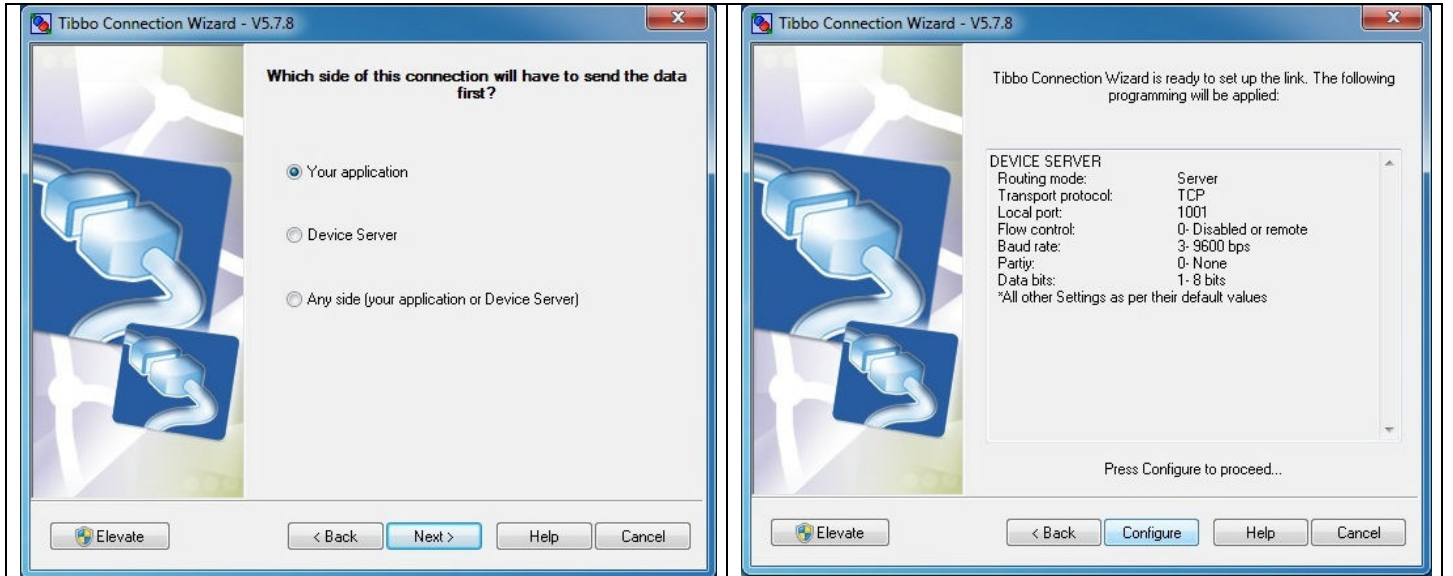 Tibbo Connection Wizard - V5.7.8
Which side of this connection will have to send the data
first?
Your application
Device Server
Any side (your application or Device Server)
Elevate
< Back
Next >
Help
Cancel
Tibbo Connection Wizard - V5.7.8
Tibbo Connection Wizard is ready to set up the link. The following
programming will be applied:
DEVICE SERVER
Routing mode: Server
Transport protocol: TCP
Local port: 1001
Flow control: 0- Disabled or remote
Baud rate: 3- 9600 bps
Partiy: 0- None
Data bits: 1- 8 bits
*All other Settings as per their default values
Press Configure to proceed...
Elevate
< Back
Configure
Help
Cancel